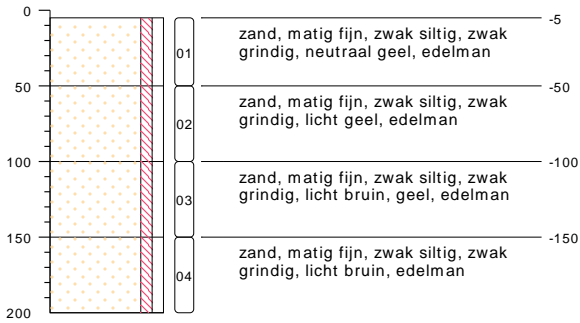 0
-5
zand, matig fijn, zwak siltig, zwak
grindig, neutraal geel, edelman
01
50
-50
zand, matig fijn, zwak siltig, zwak
grindig, licht geel, edelman
02
100
-100
zand, matig fijn, zwak siltig, zwak
grindig, licht bruin, geel, edelman
03
150
-150
zand, matig fijn, zwak siltig, zwak
grindig, licht bruin, edelman
04
200